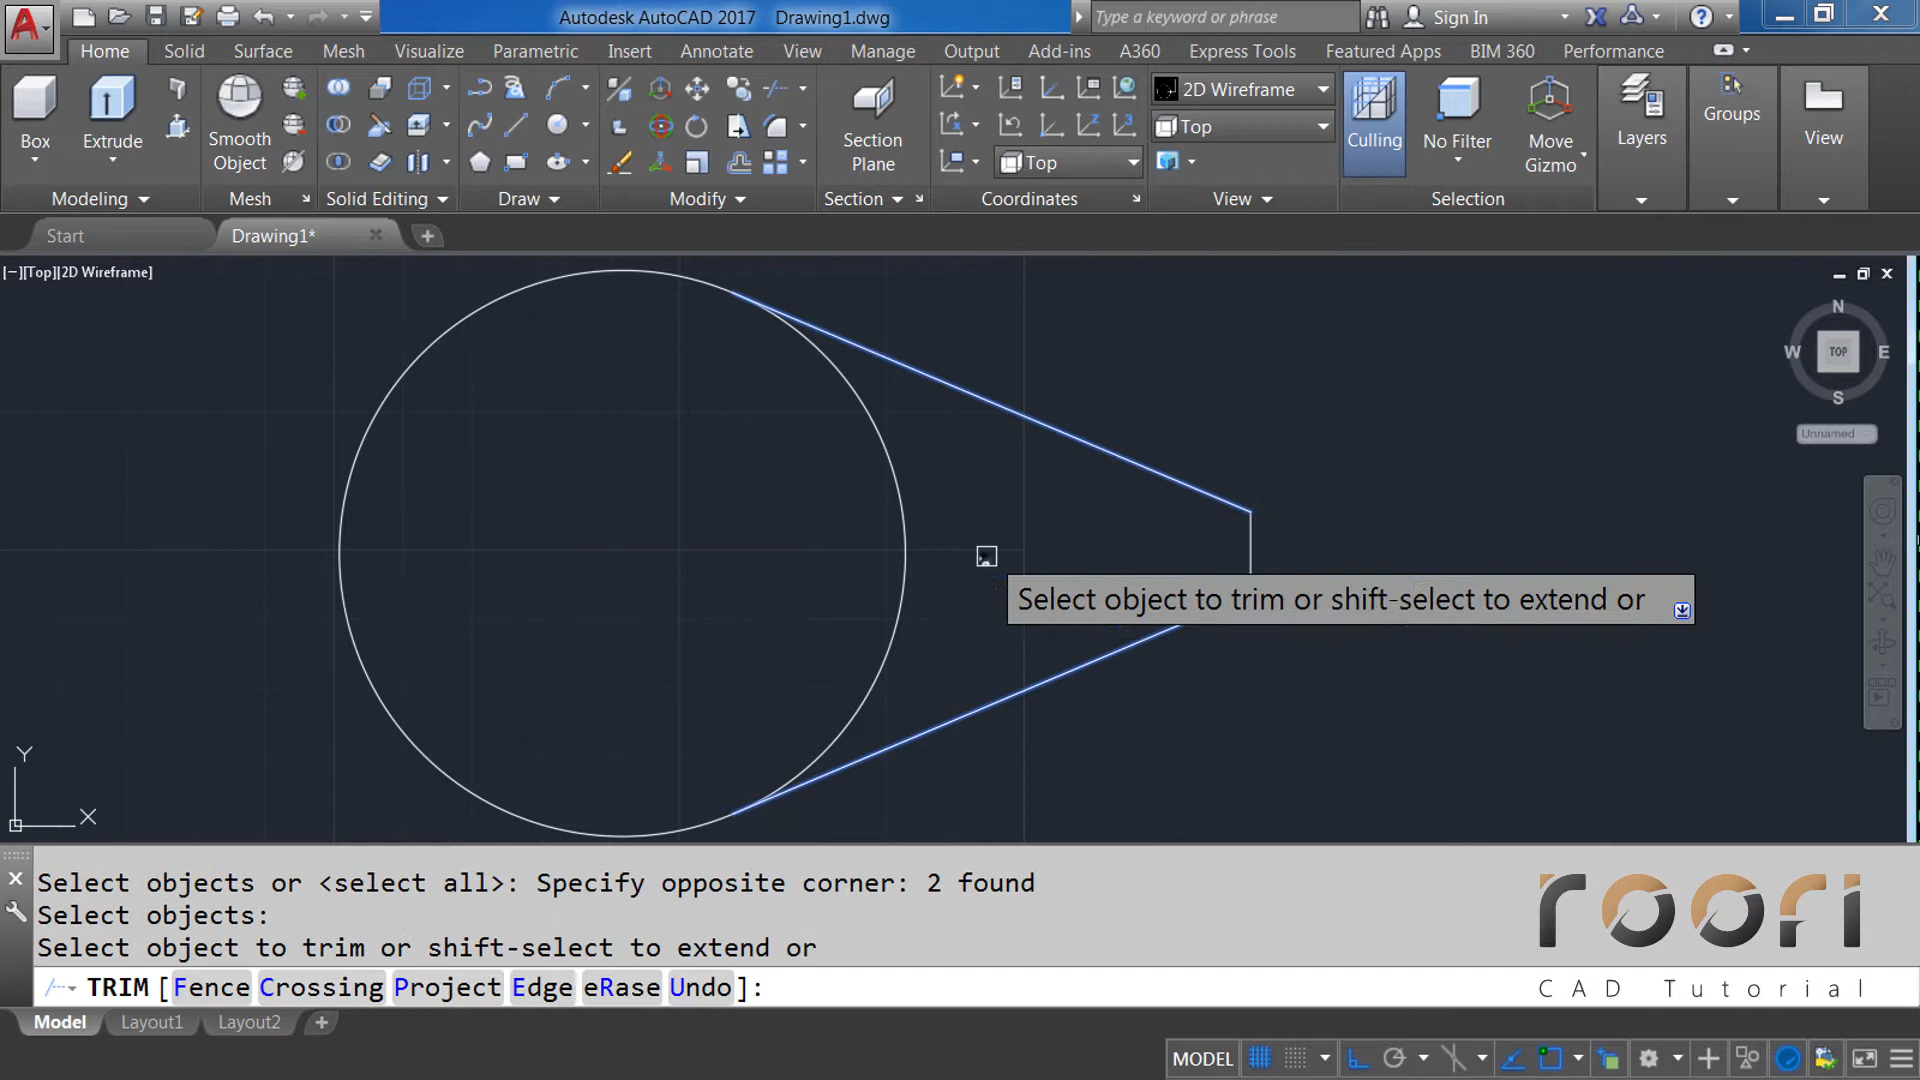 Autodesk AutoCAD 2017 Drawing1.dwg
Type a keyword or phrase
Sign In
Home Solid Surface Mesh Visualize Parametric Insert Annotate View Manage Output Add-ins A360 Express Tools Featured Apps BIM 360 Performance
Box
Extrude
Smooth
Object
Section
Plane
2D Wireframe
Top
Top
Culling
No Filter
Move
Gizmo
Layers
Groups
View
Modeling Mesh Solid Editing Draw Modify Section Coordinates View Selection
Start Drawing1*
[−][Top][2D Wireframe]
N
W TOP E
S
Unnamed
Select object to trim or shift-select to extend or
Y
X
Select objects or <select all>: Specify opposite corner: 2 found
Select objects:
Select object to trim or shift-select to extend or
TRIM [Fence Crossing Project Edge eRase Undo]:
roofi
CAD Tutorial
Model Layout1 Layout2
MODEL